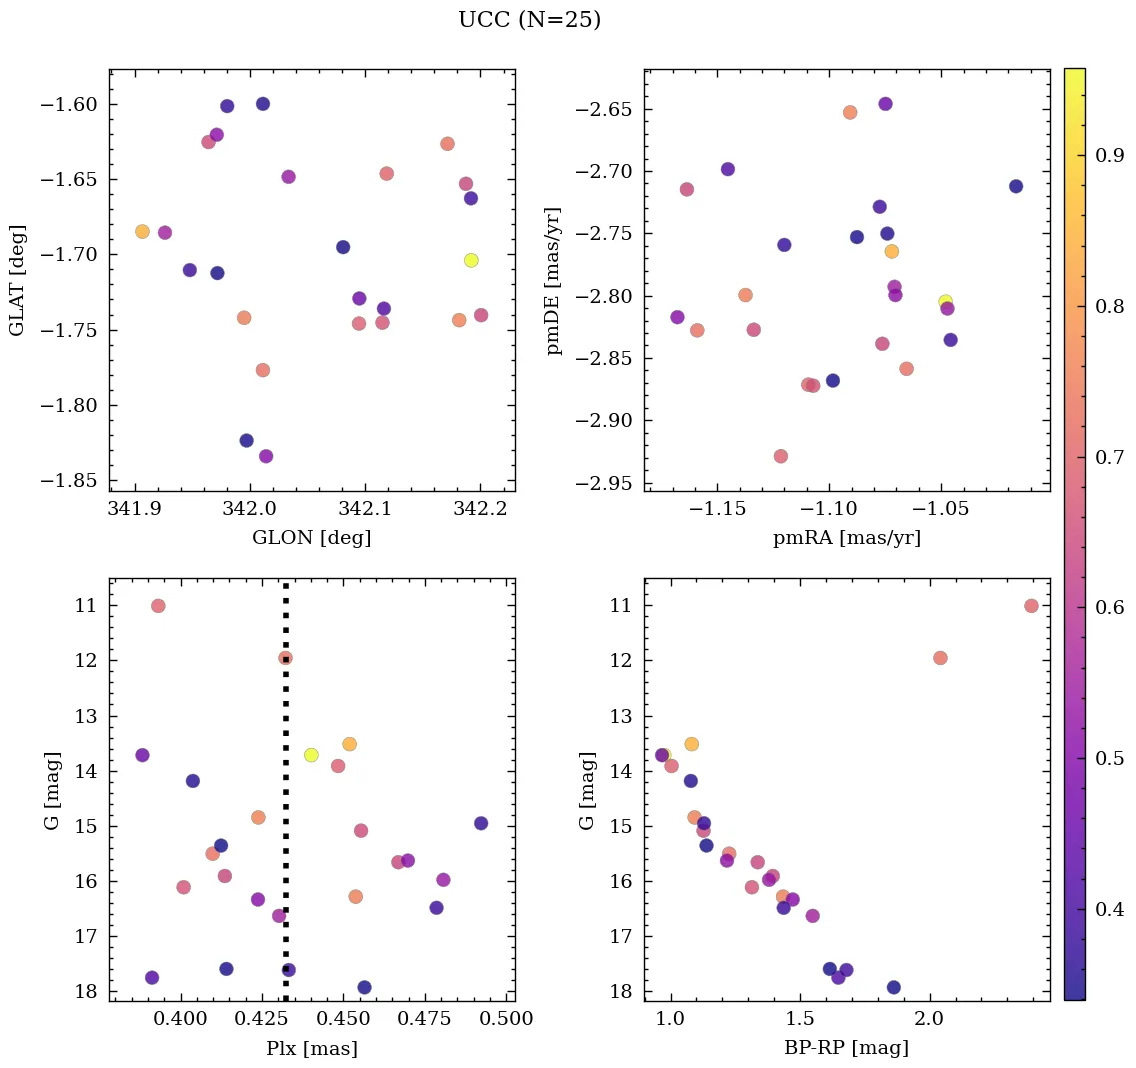 UCC (N=25)
−1.60
−1.65
−1.70
−1.75
−1.80
−1.85
GLAT [deg]
341.9 342.0 342.1 342.2
GLON [deg]
−2.65
−2.70
−2.75
−2.80
−2.85
−2.90
−2.95
pmDE [mas/yr]
−1.15 −1.10 −1.05
pmRA [mas/yr]
0.9
0.8
0.7
0.6
0.5
0.4
11
12
13
14
15
16
17
18
G [mag]
0.400 0.425 0.450 0.475 0.500
Plx [mas]
11
12
13
14
15
16
17
18
G [mag]
1.0 1.5 2.0
BP-RP [mag]